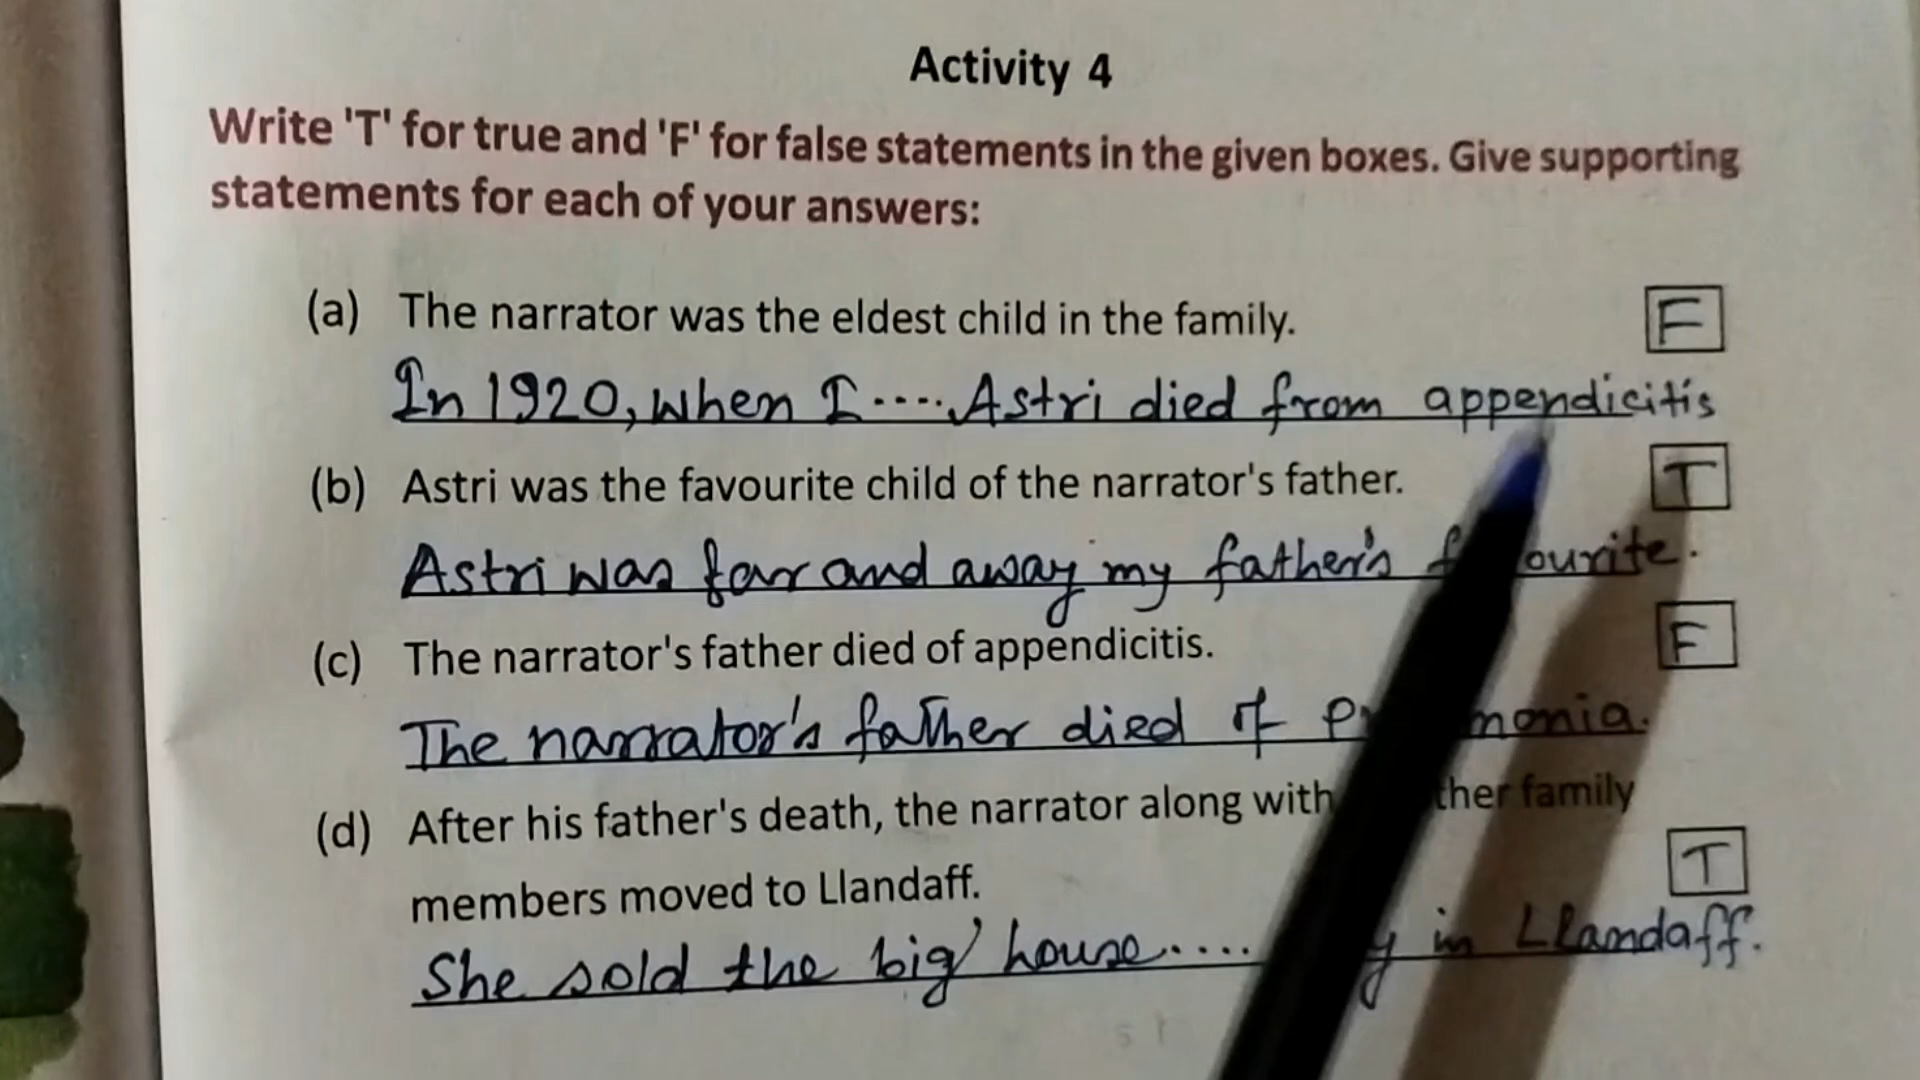 Activity 4
Write 'T' for true and 'F' for false statements in the given boxes. Give supporting
statements for each of your answers:
(a) The narrator was the eldest child in the family. F
In 1920, when I ..... Astri died from appendicitis
(b) Astri was the favourite child of the narrator's father. T
Astri was far and away my father's
(c) The narrator's father died of appendicitis. F
The narrator's father died of
(d) After his father's death, the narrator along with family
members moved to Llandaff. T
She sold the big house..... in Llandaff.